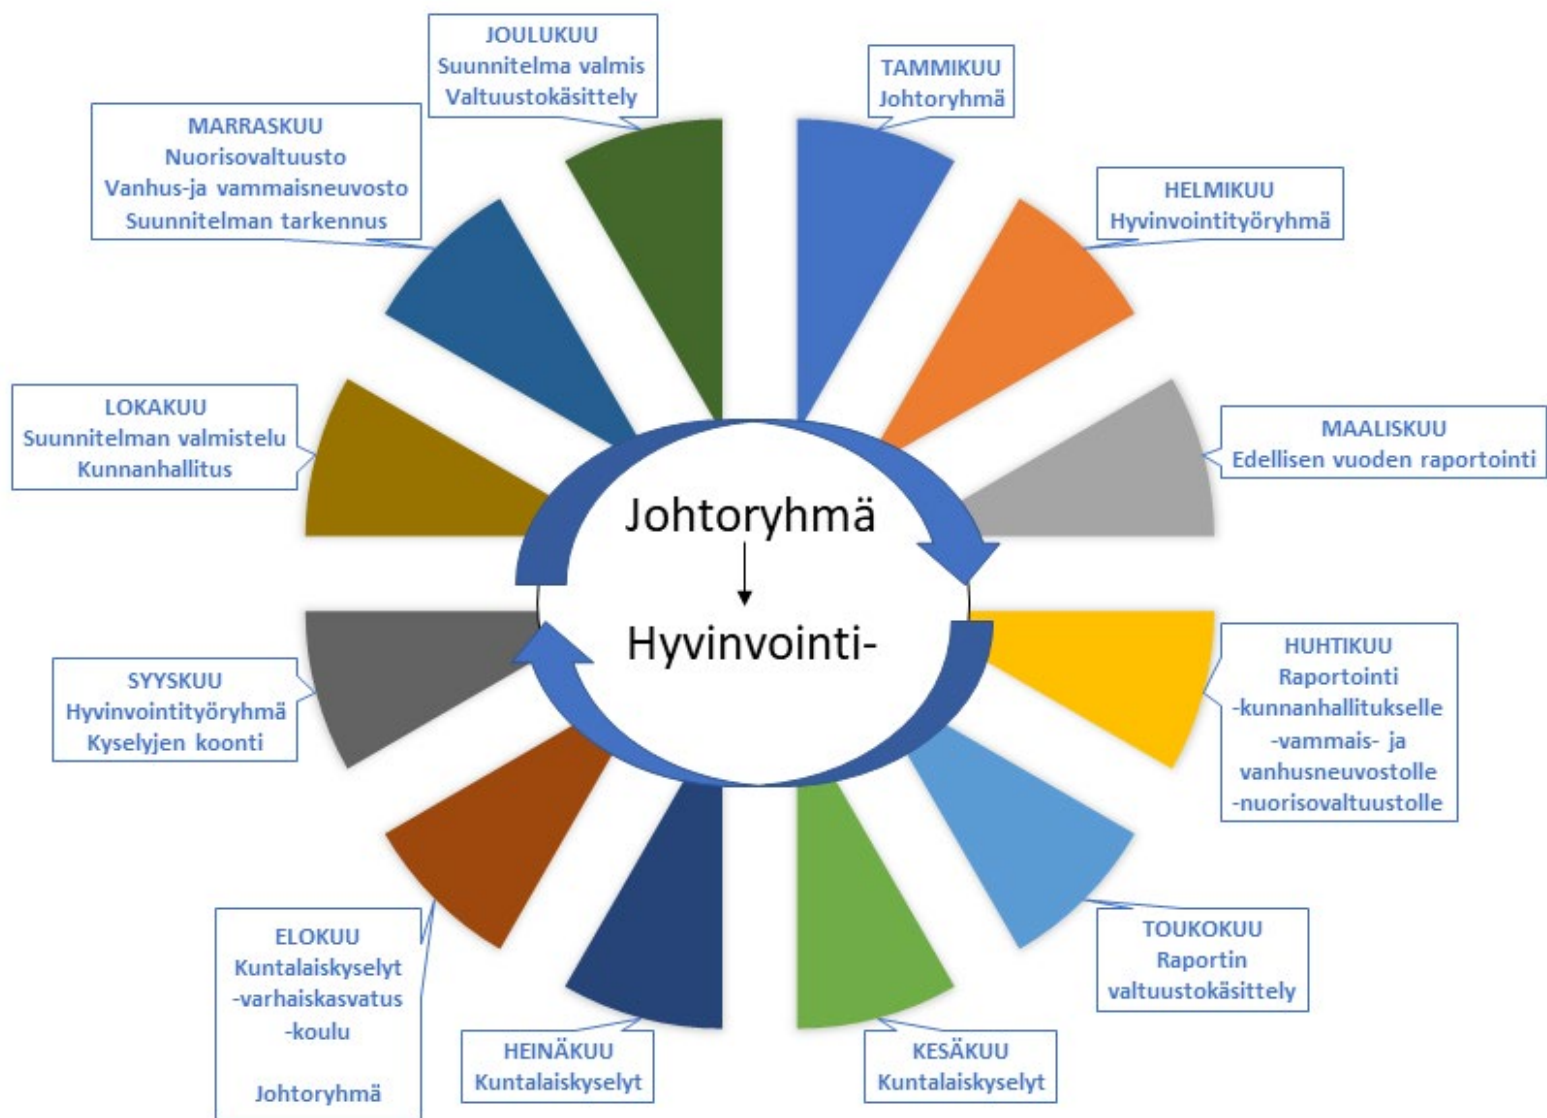 JOULUKUU
Suunnitelma valmis
Valtuustokäsittely
TAMMIKUU
Johtoryhmä
HELMIKUU
Hyvinvointityöryhmä
MAALISKUU
Edellisen vuoden raportointi
HUHTIKUU
Raportointi
-kunnanhallitukselle
-vammais- ja
vanhusneuvostolle
-nuorisovaltuustolle
TOUKOKUU
Raportin
valtuustokäsittely
KESÄKUU
Kuntalaiskyselyt
HEINÄKUU
Kuntalaiskyselyt
ELOKUU
Kuntalaiskyselyt
-varhaiskasvatus
-koulu
Johtoryhmä
SYYSKUU
Hyvinvointityöryhmä
Kyselyjen koonti
LOKAKUU
Suunnitelman valmistelu
Kunnanhallitus
MARRASKUU
Nuorisovaltuusto
Vanhus-ja vammaisneuvosto
Suunnitelman tarkennus
Johtoryhmä
Hyvinvointi-